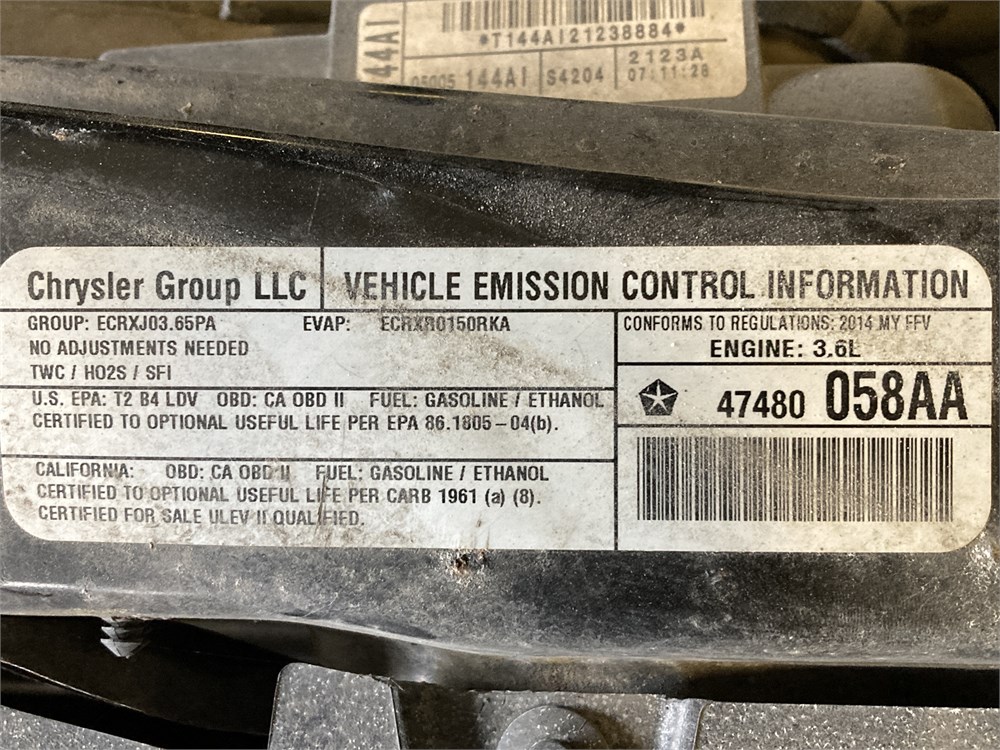 44AI
*T144AI21238884*
05005 144AI S4204 2123A 07:11:28
Chrysler Group LLC
VEHICLE EMISSION CONTROL INFORMATION
GROUP: ECRXJ03.65PA EVAP: ECRXR0150RKA
NO ADJUSTMENTS NEEDED
TWC / HO2S / SFI
U.S. EPA: T2 B4 LDV OBD: CA OBD II FUEL: GASOLINE / ETHANOL
CERTIFIED TO OPTIONAL USEFUL LIFE PER EPA 86.1805-04(b).
CALIFORNIA: OBD: CA OBD II FUEL: GASOLINE / ETHANOL
CERTIFIED TO OPTIONAL USEFUL LIFE PER CARB 1961 (a) (8).
CERTIFIED FOR SALE ULEV II QUALIFIED.
CONFORMS TO REGULATIONS: 2014 MY FFV
ENGINE: 3.6L
47480 058AA